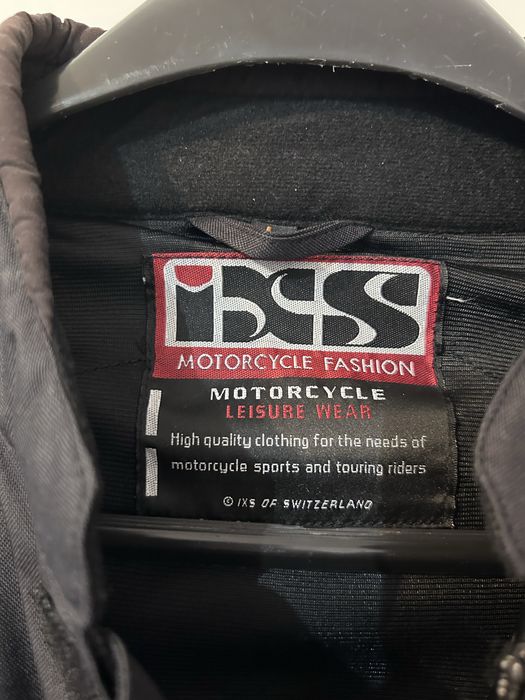 iXS
MOTORCYCLE FASHION
MOTORCYCLE
LEISURE WEAR
High quality clothing for the needs of
motorcycle sports and touring riders
© IXS OF SWITZERLAND